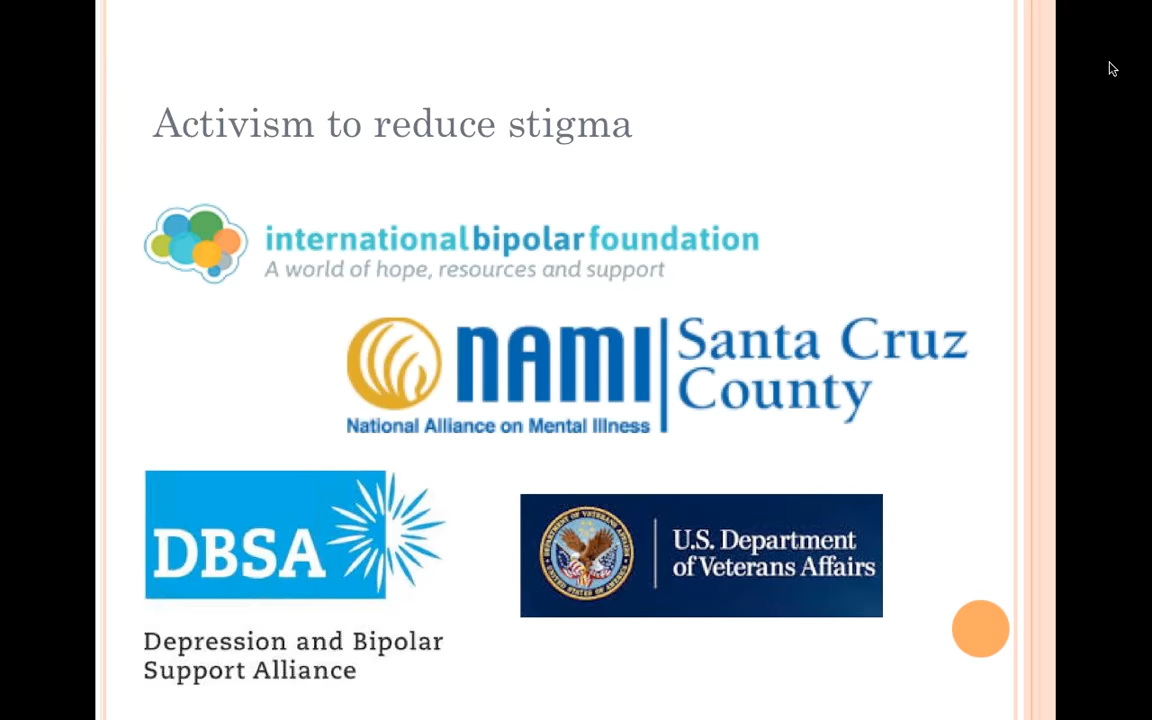 Activism to reduce stigma
internationalbipolarfoundation
A world of hope, resources and support
NAMI
National Alliance on Mental Illness
Santa Cruz
County
DBSA
Depression and Bipolar
Support Alliance
U.S. Department
of Veterans Affairs